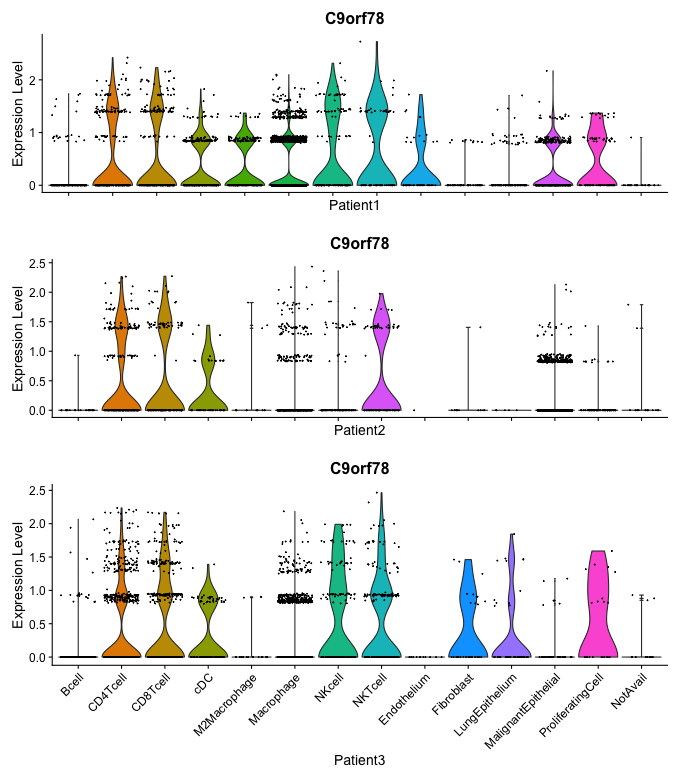 C9orf78
Expression Level
2
1
0
Patient1
C9orf78
Expression Level
2.5
2.0
1.5
1.0
0.5
0.0
Patient2
C9orf78
Expression Level
2.5
2.0
1.5
1.0
0.5
0.0
Bcell
CD4Tcell
CD8Tcell
cDC
M2Macrophage
Macrophage
NKcell
NKTcell
Endothelium
Fibroblast
LungEpithelium
MalignantEpithelial
ProliferatingCell
NotAvail
Patient3